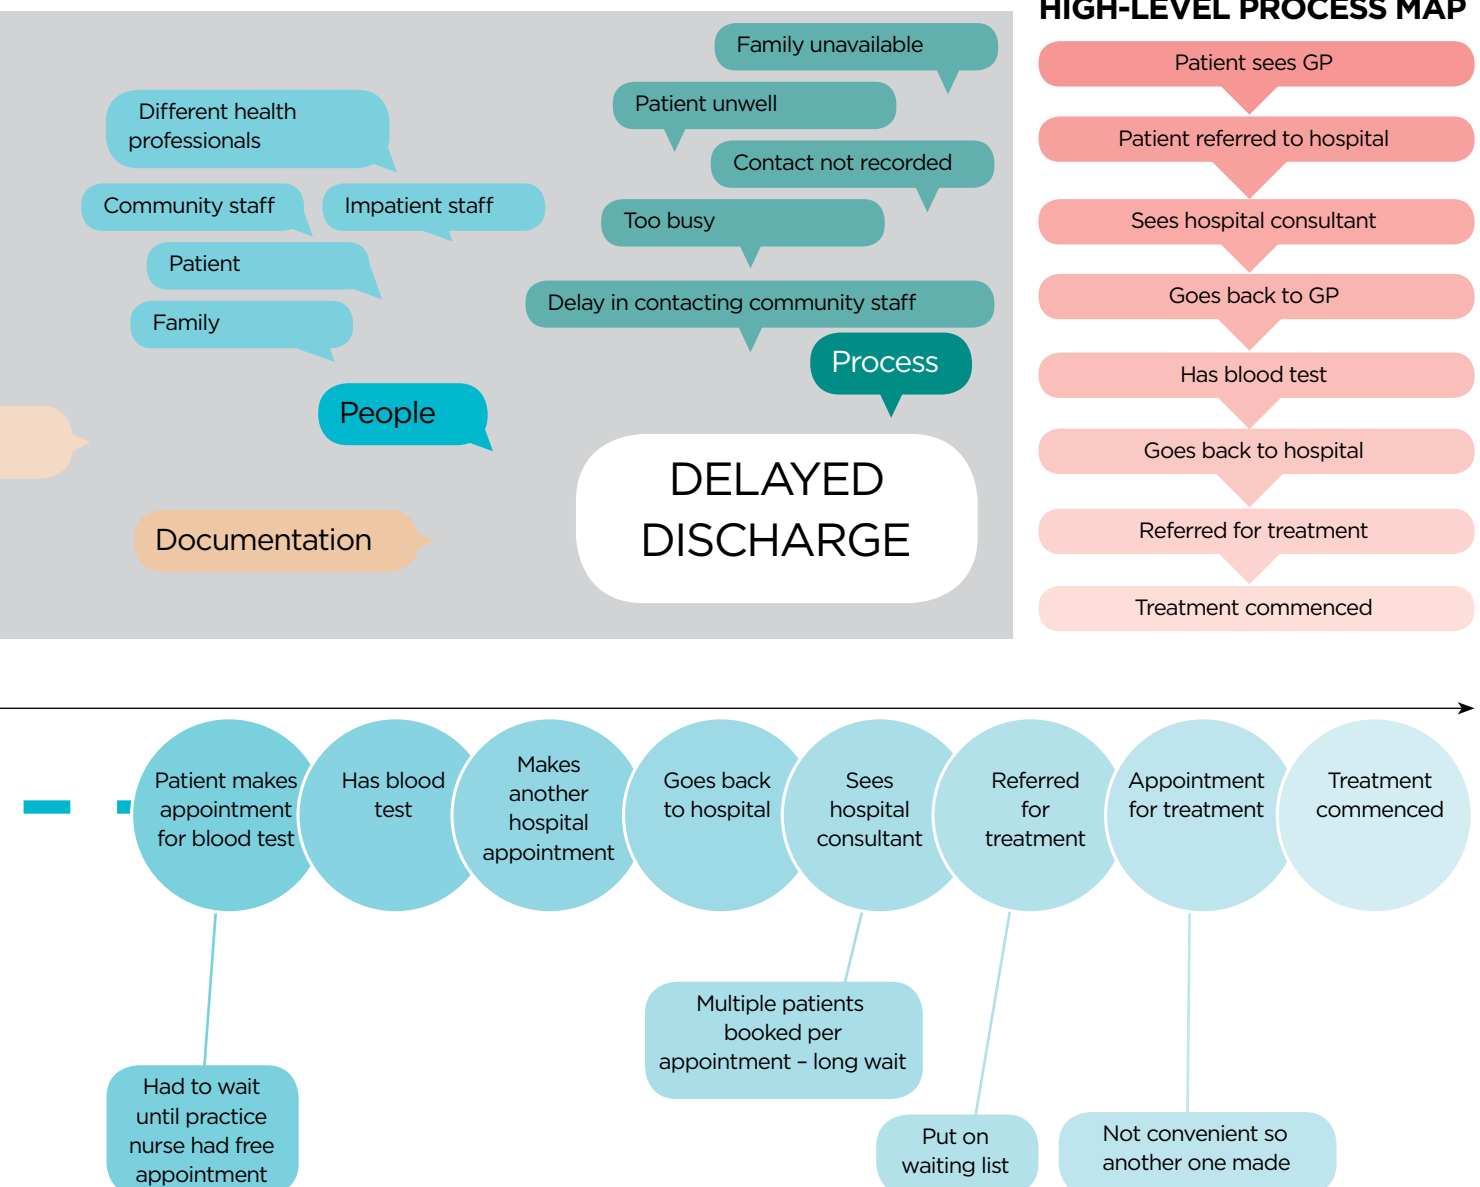 HIGH-LEVEL PROCESS MAP
Family unavailable
Patient unwell
Contact not recorded
Too busy
Delay in contacting community staff
Process
Different health
professionals
Community staff
Impatient staff
Patient
Family
People
Documentation
DELAYED
DISCHARGE
Patient sees GP
Patient referred to hospital
Sees hospital consultant
Goes back to GP
Has blood test
Goes back to hospital
Referred for treatment
Treatment commenced
Patient makes
appointment
for blood test
Has blood
test
Makes
another
hospital
appointment
Goes back
to hospital
Sees
hospital
consultant
Referred
for
treatment
Appointment
for treatment
Treatment
commenced
Had to wait
until practice
nurse had free
appointment
Multiple patients
booked per
appointment – long wait
Put on
waiting list
Not convenient so
another one made